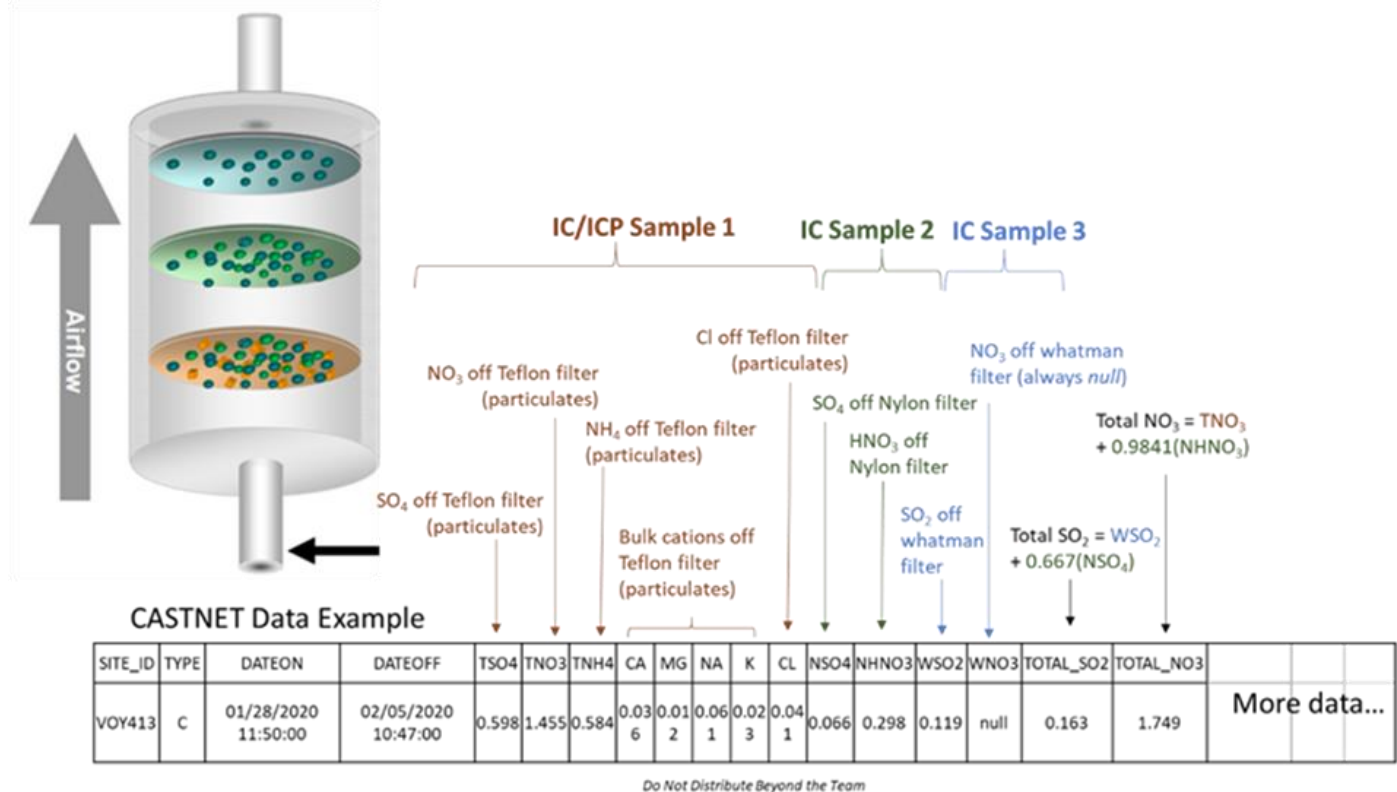 Airflow
IC/ICP Sample 1
IC Sample 2
IC Sample 3
Cl off Teflon filter
(particulates)
NO₃ off whatman
filter (always null)
NO₃ off Teflon filter
(particulates)
SO₄ off Nylon filter
Total NO₃ = TNO₃
+ 0.9841(NHNO₃)
NH₄ off Teflon filter
(particulates)
HNO₃ off
Nylon filter
SO₄ off Teflon filter
(particulates)
SO₂ off
whatman
filter
Bulk cations off
Teflon filter
(particulates)
Total SO₂ = WSO₂
+ 0.667(NSO₄)
CASTNET Data Example
SITE_ID TYPE DATEON DATEOFF TSO4 TNO3 TNH4 CA MG NA K CL NSO4 NHNO3 WSO2 WNO3 TOTAL_SO2 TOTAL_NO3
VOY413 C 01/28/2020 11:50:00 02/05/2020 10:47:00 0.598 1.455 0.584 0.036 0.012 0.061 0.023 0.041 0.066 0.298 0.119 null 0.163 1.749
More data...
Do Not Distribute Beyond the Team